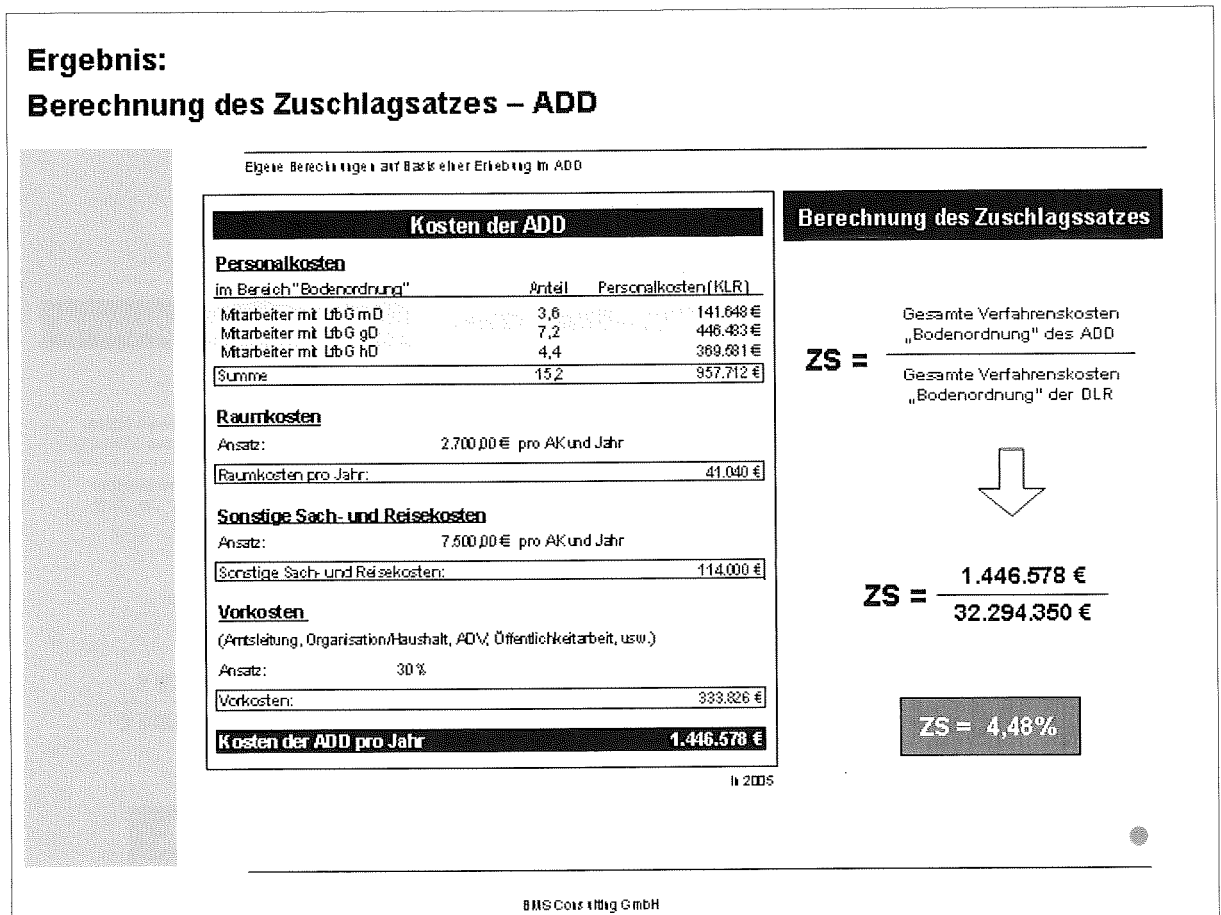 Ergebnis:
Berechnung des Zuschlagsatzes – ADD
Eigene Berechnungen auf Basis einer Erhebung im ADD
Kosten der ADD
Personalkosten
im Bereich "Bodenordnung" Anteil Personalkosten (KLR)
Mitarbeiter mit LfbG mD 3,6 141.648 €
Mitarbeiter mit LfbG gD 7,2 446.483 €
Mitarbeiter mit LfbG hD 4,4 369.581 €
Summe 15,2 957.712 €
Raumkosten
Ansatz: 2.700,00 € pro AK und Jahr
Raumkosten pro Jahr: 41.040 €
Sonstige Sach- und Reisekosten
Ansatz: 7.500,00 € pro AK und Jahr
Sonstige Sach- und Reisekosten: 114.000 €
Vorkosten
(Amtsleitung, Organisation/Haushalt, ADV, Öffentlichkeitarbeit, usw.)
Ansatz: 30 %
Vorkosten: 333.826 €
Kosten der ADD pro Jahr 1.446.578 €
In 2005
Berechnung des Zuschlagssatzes
Gesamte Verfahrenskosten
„Bodenordnung" des ADD
ZS =
Gesamte Verfahrenskosten
„Bodenordnung" der DLR
1.446.578 €
ZS =
32.294.350 €
ZS = 4,48%
BMS Consulting GmbH